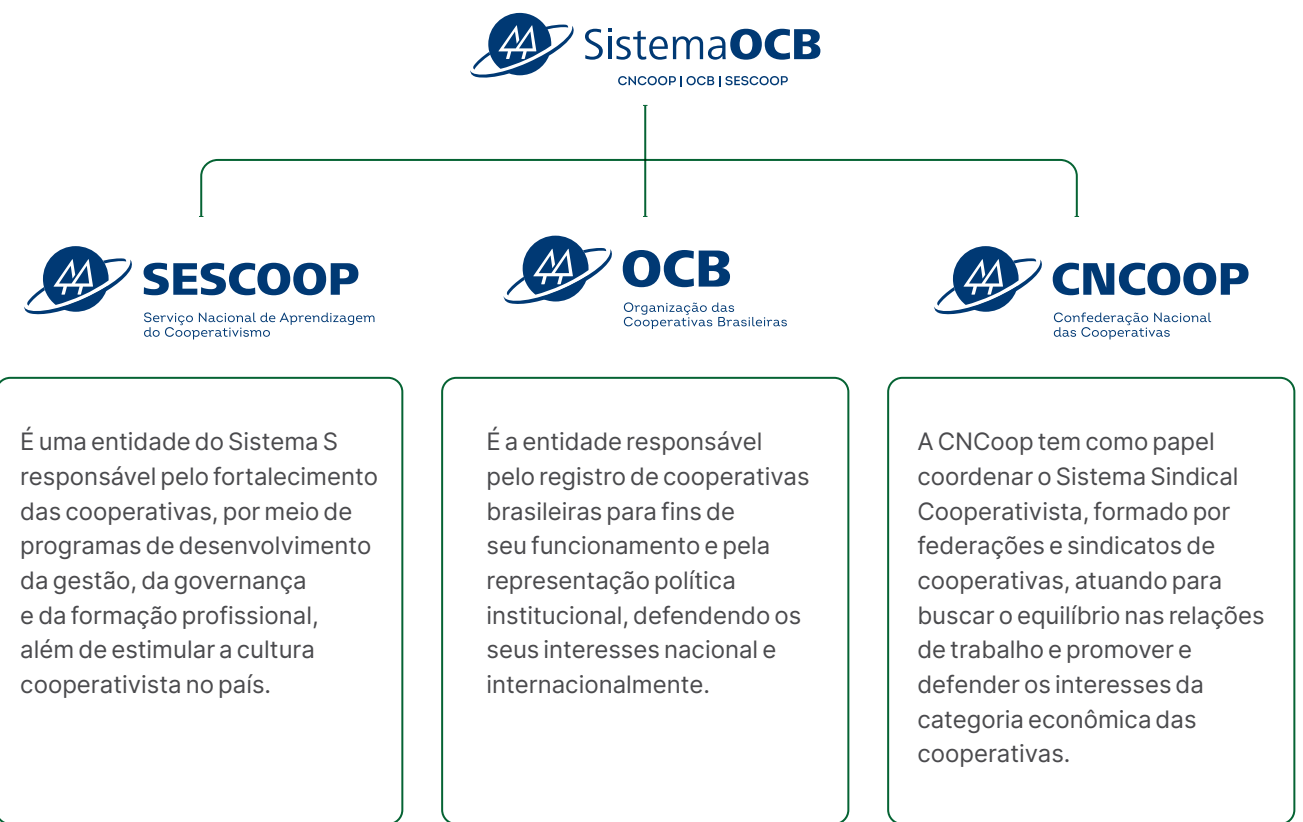 SistemaOCB
CNCOOP | OCB | SESCOOP
SESCOOP
Serviço Nacional de Aprendizagem
do Cooperativismo
É uma entidade do Sistema S
responsável pelo fortalecimento
das cooperativas, por meio de
programas de desenvolvimento
da gestão, da governança
e da formação profissional,
além de estimular a cultura
cooperativista no país.
OCB
Organização das
Cooperativas Brasileiras
É a entidade responsável
pelo registro de cooperativas
brasileiras para fins de
seu funcionamento e pela
representação política
institucional, defendendo os
seus interesses nacional e
internacionalmente.
CNCOOP
Confederação Nacional
das Cooperativas
A CNCoop tem como papel
coordenar o Sistema Sindical
Cooperativista, formado por
federações e sindicatos de
cooperativas, atuando para
buscar o equilíbrio nas relações
de trabalho e promover e
defender os interesses da
categoria econômica das
cooperativas.